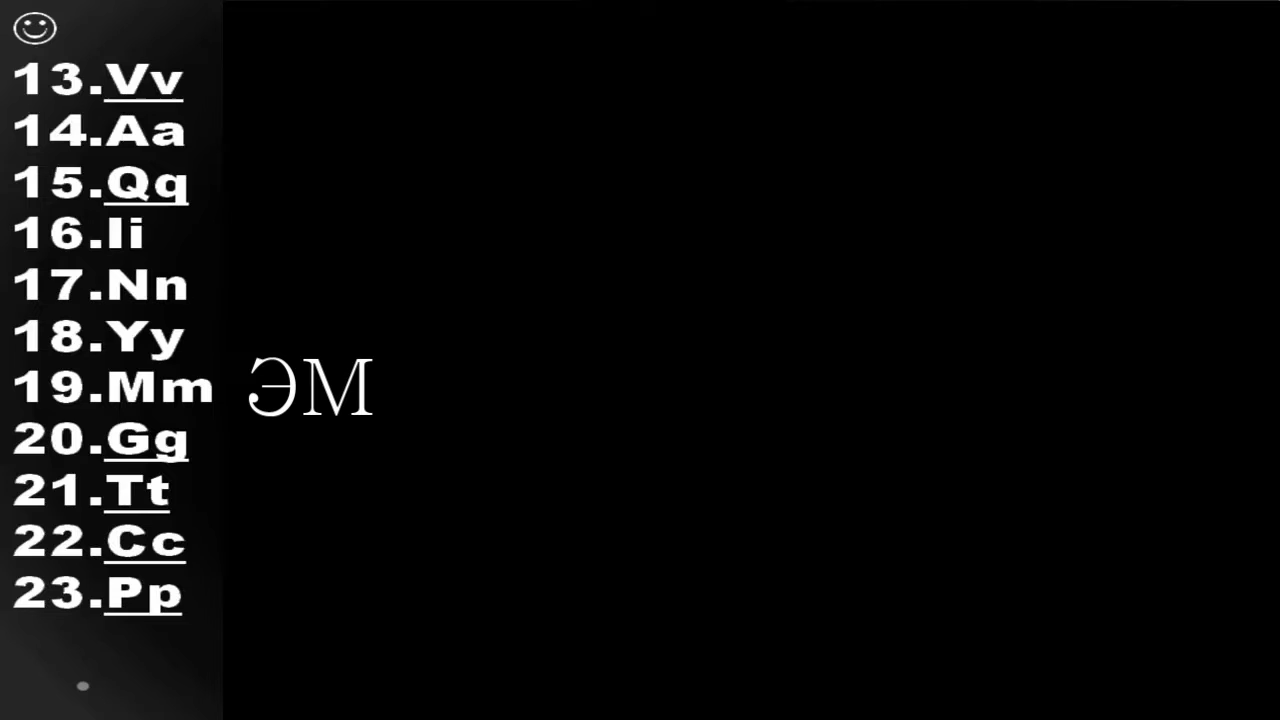 13.Vv
14.Aa
15.Qq
16.Ii
17.Nn
18.Yy
19.Mm ЭМ
20.Gg
21.Tt
22.Cc
23.Pp